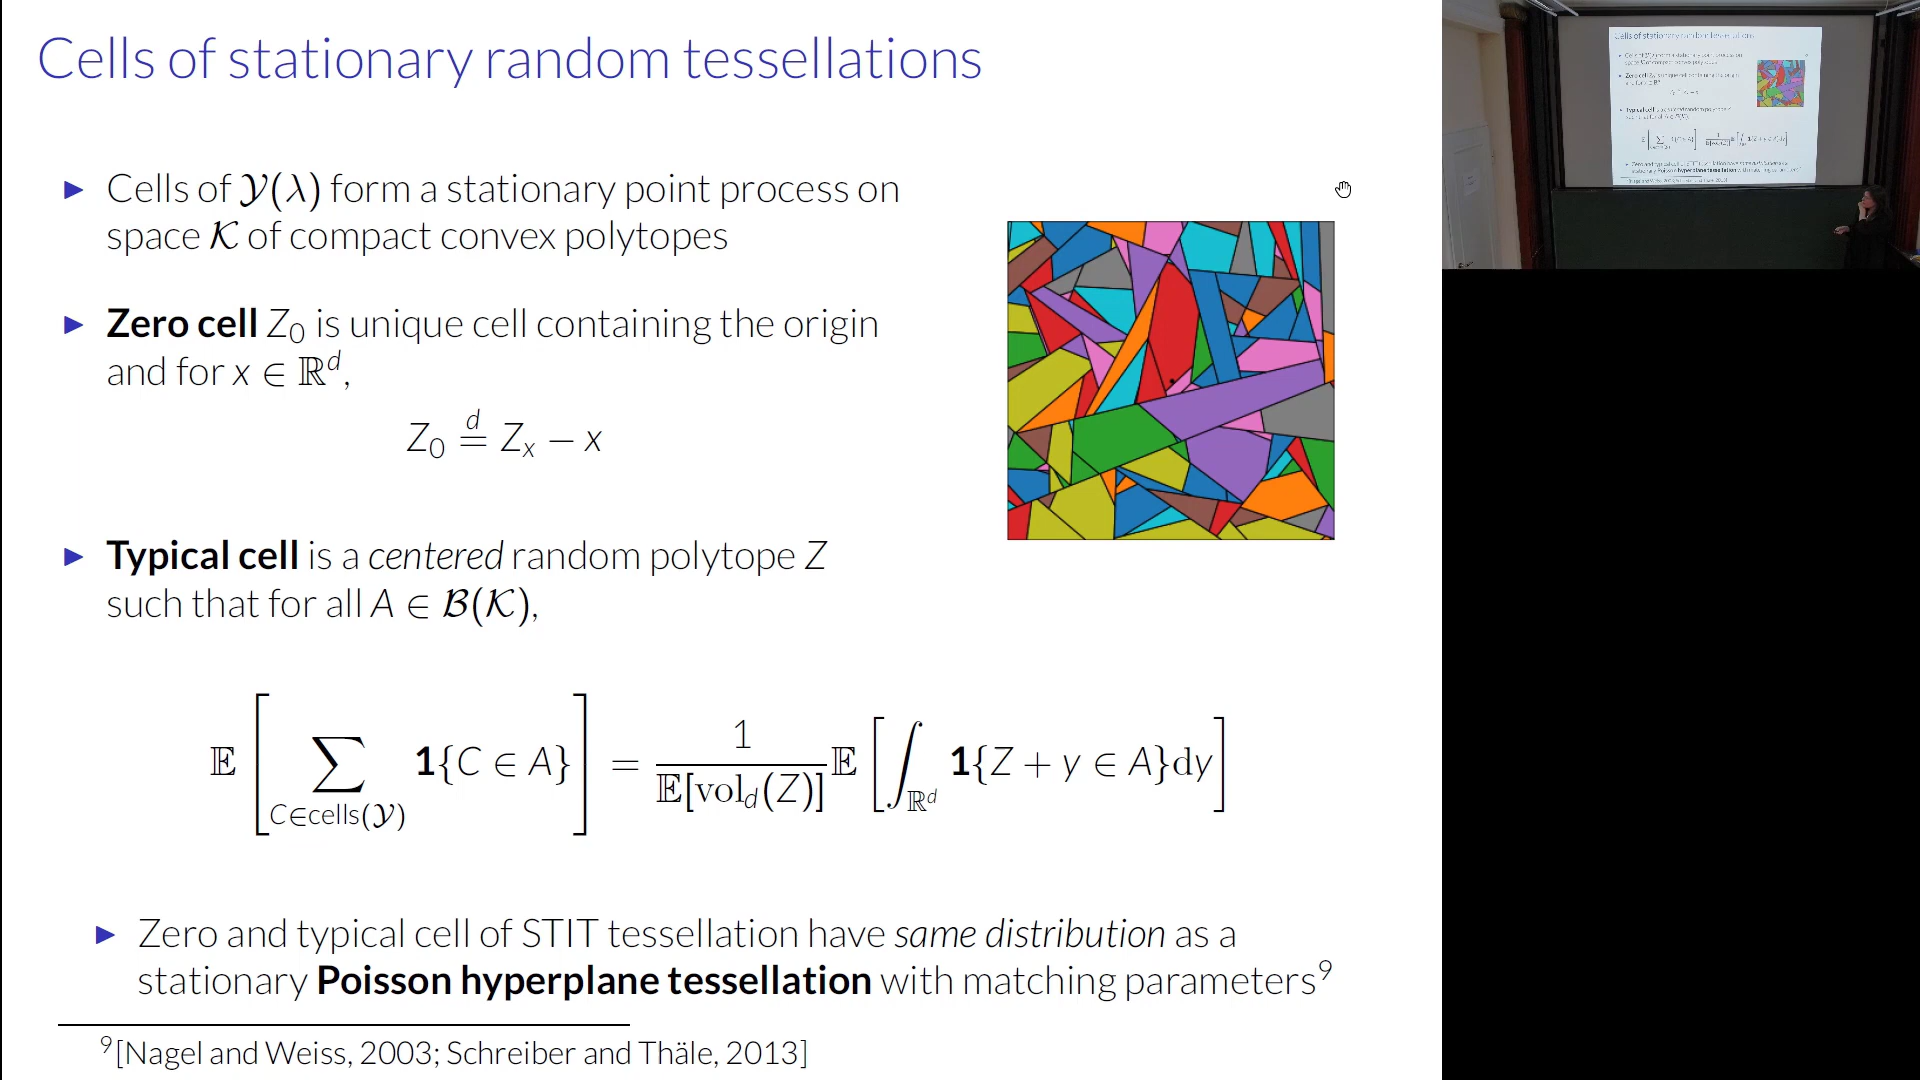 Cells of stationary random tessellations
▶ Cells of 𝒴(λ) form a stationary point process on
space 𝒦 of compact convex polytopes
▶ Zero cell Z₀ is unique cell containing the origin
and for x ∈ ℝᵈ,
Z₀ =ᵈ Zₓ − x
▶ Typical cell is a centered random polytope Z
such that for all A ∈ ℬ(𝒦),
𝔼 [ ∑_{C∈cells(𝒴)} 1{C ∈ A} ] = 1/𝔼[vol_d(Z)] 𝔼 [ ∫_{ℝᵈ} 1{Z + y ∈ A}dy ]
▶ Zero and typical cell of STIT tessellation have same distribution as a
stationary Poisson hyperplane tessellation with matching parameters⁹
⁹[Nagel and Weiss, 2003; Schreiber and Thäle, 2013]